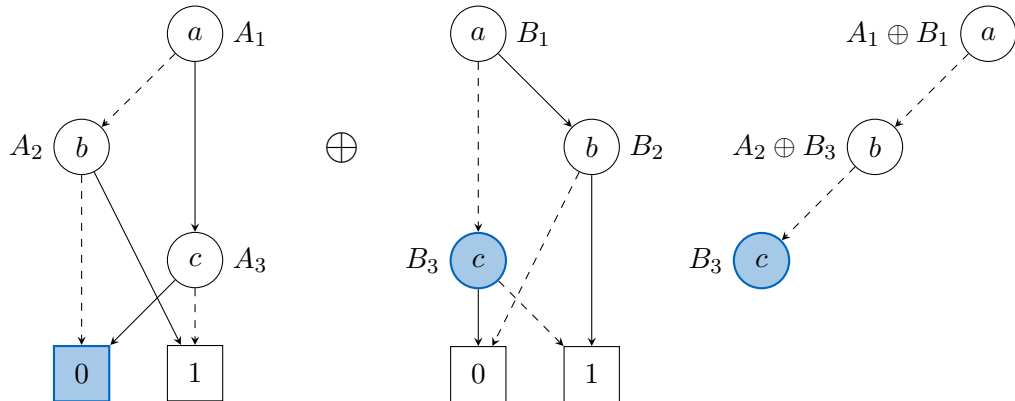 a A₁ a B₁ A₁ ⊕ B₁ a
A₂ b ⊕ b B₂ A₂ ⊕ B₃ b
c A₃ B₃ c B₃ c
0 1 0 1